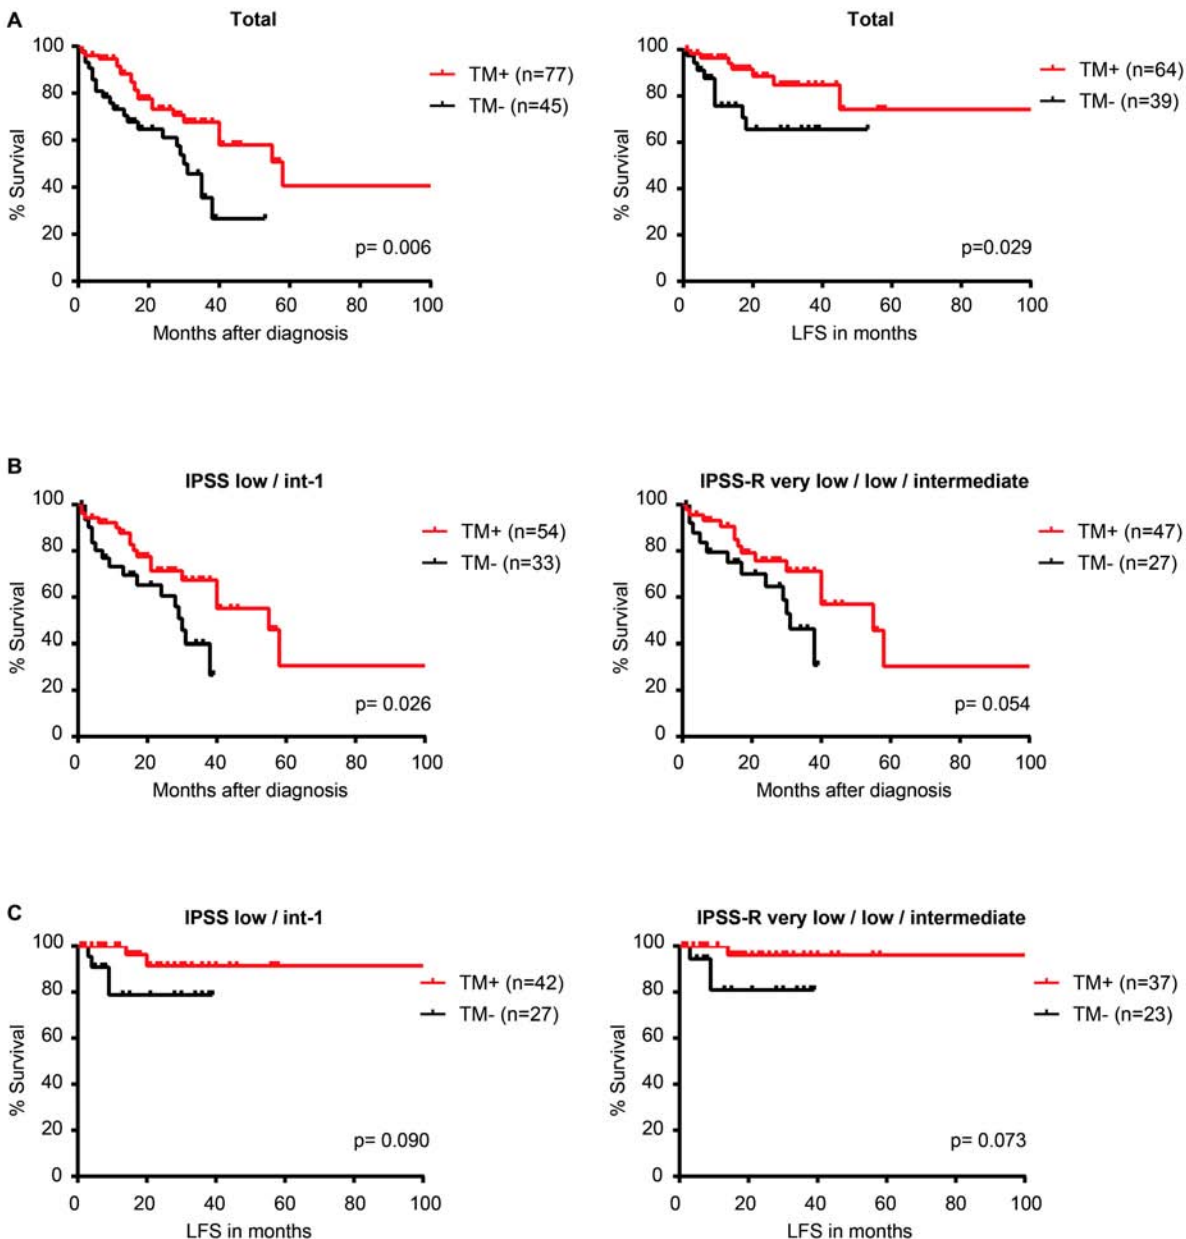 A
Total
100
80
60
40
20
0
% Survival
0 20 40 60 80 100
Months after diagnosis
TM+ (n=77)
TM- (n=45)
p= 0.006
Total
100
80
60
40
20
0
% Survival
0 20 40 60 80 100
LFS in months
TM+ (n=64)
TM- (n=39)
p=0.029
B
IPSS low / int-1
100
80
60
40
20
0
% Survival
0 20 40 60 80 100
Months after diagnosis
TM+ (n=54)
TM- (n=33)
p= 0.026
IPSS-R very low / low / intermediate
100
80
60
40
20
0
% Survival
0 20 40 60 80 100
Months after diagnosis
TM+ (n=47)
TM- (n=27)
p= 0.054
C
IPSS low / int-1
100
80
60
40
20
0
% Survival
0 20 40 60 80 100
LFS in months
TM+ (n=42)
TM- (n=27)
p= 0.090
IPSS-R very low / low / intermediate
100
80
60
40
20
0
% Survival
0 20 40 60 80 100
LFS in months
TM+ (n=37)
TM- (n=23)
p= 0.073